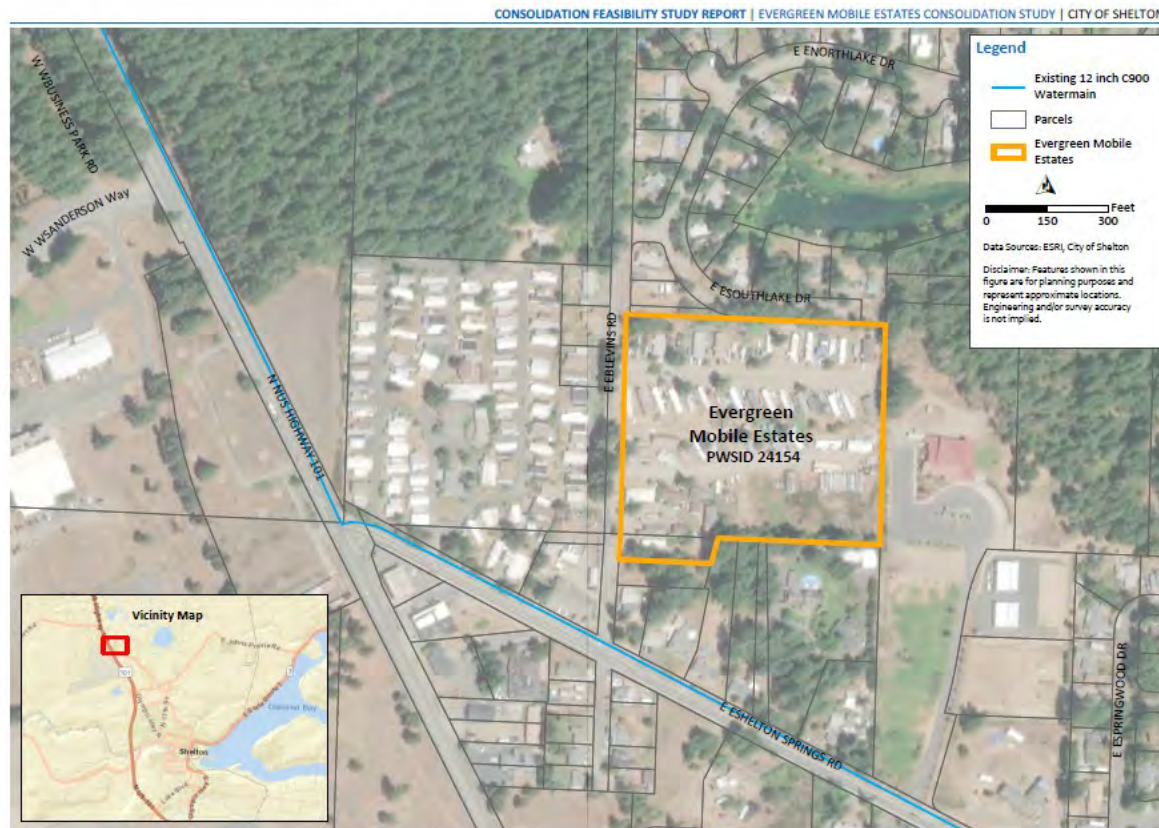 CONSOLIDATION FEASIBILITY STUDY REPORT | EVERGREEN MOBILE ESTATES CONSOLIDATION STUDY | CITY OF SHELTON
Legend
Existing 12 inch C900
Watermain
Parcels
Evergreen Mobile
Estates
Feet
0 150 300
Data Sources: ESRI, City of Shelton
Disclaimer: Features shown in this
figure are for planning purposes and
represent approximate locations.
Engineering and/or survey accuracy
is not implied.
W WBUSINESS PARK RD
W WSANDERSON Way
N NUS HIGHWAY 101
E ENORTHLAKE DR
E ESOUTHLAKE DR
E EBLEVINS RD
Evergreen
Mobile Estates
PWSID 24154
E ESHELTON SPRINGS RD
E ESPRINGWOOD DR
Vicinity Map
101
E Johns Prairie Rd
Shelton